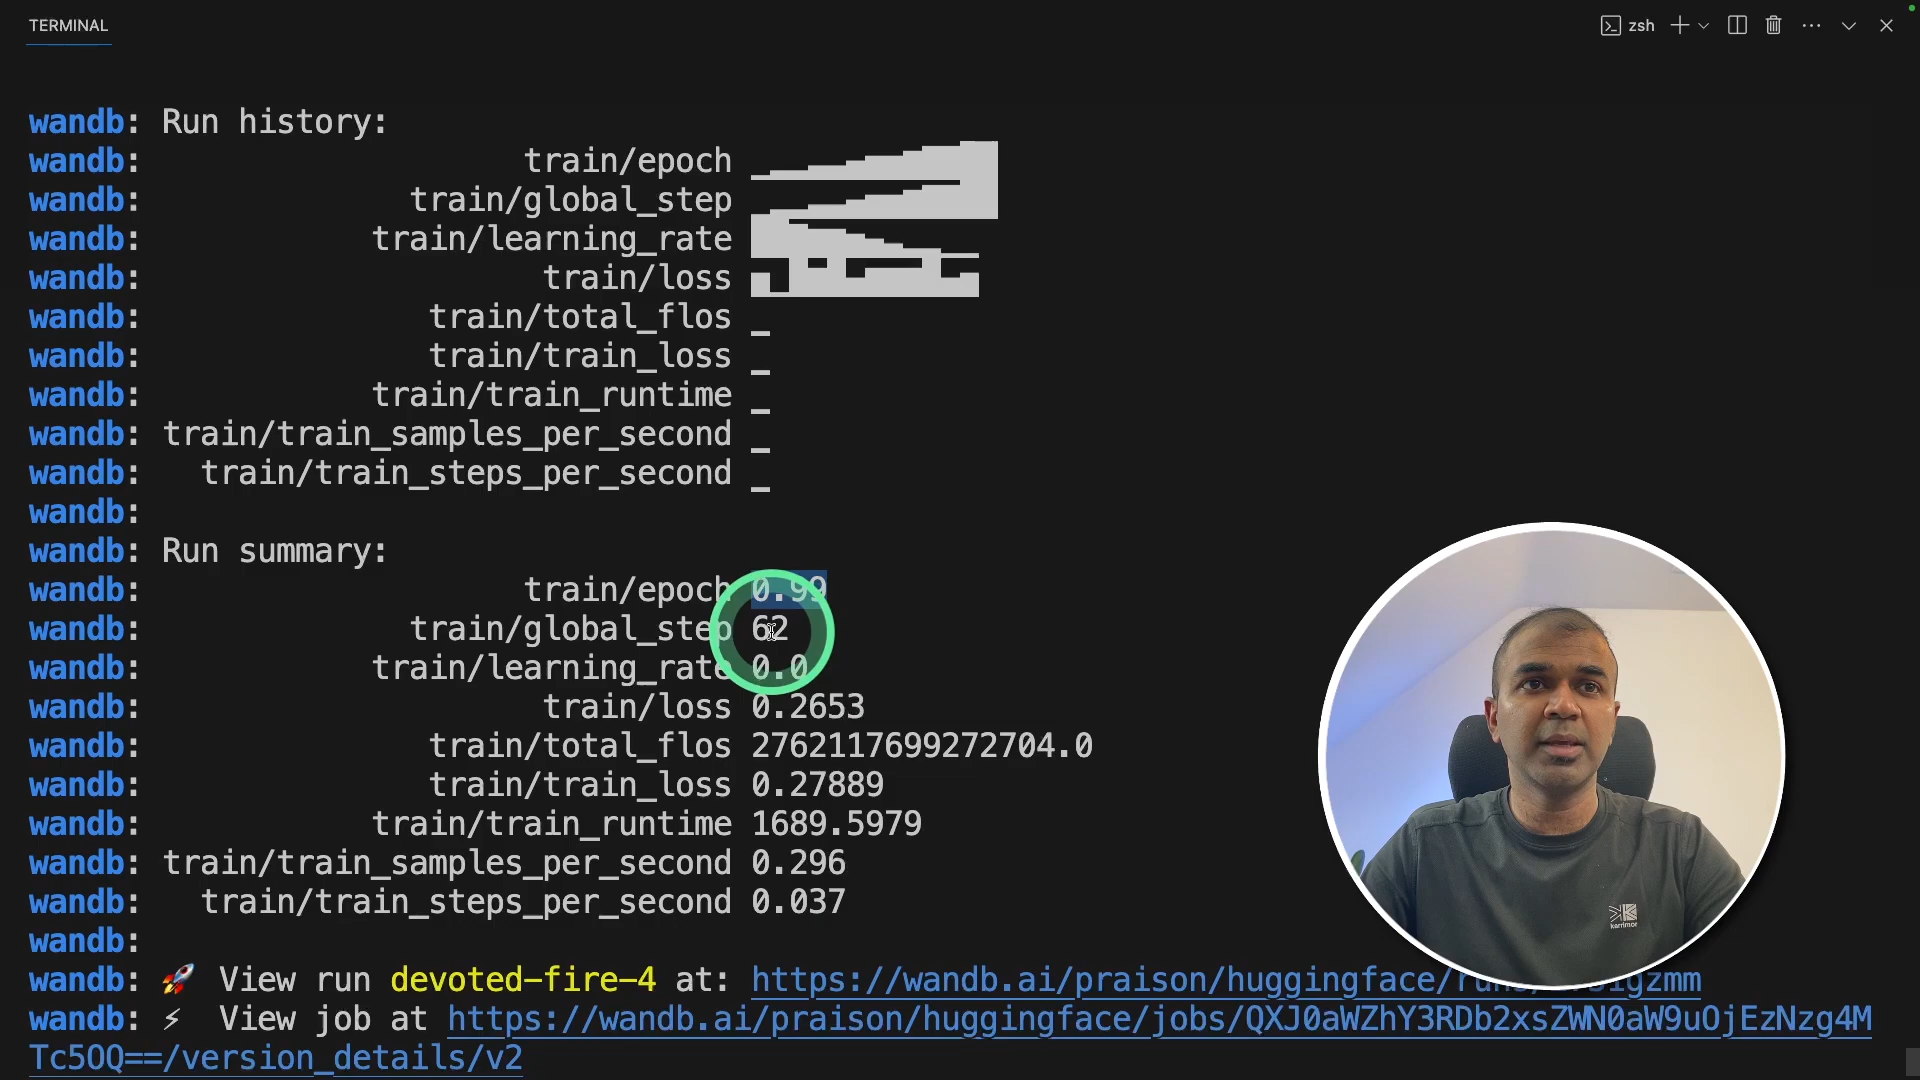 TERMINAL
zsh
wandb: Run history:
wandb: train/epoch
wandb: train/global_step
wandb: train/learning_rate
wandb: train/loss
wandb: train/total_flos
wandb: train/train_loss
wandb: train/train_runtime
wandb: train/train_samples_per_second
wandb: train/train_steps_per_second
wandb:
wandb: Run summary:
wandb: train/epoch 0.99
wandb: train/global_step 62
wandb: train/learning_rate 0.0
wandb: train/loss 0.2653
wandb: train/total_flos 2762117699272704.0
wandb: train/train_loss 0.27889
wandb: train/train_runtime 1689.5979
wandb: train/train_samples_per_second 0.296
wandb: train/train_steps_per_second 0.037
wandb:
wandb: 🚀 View run devoted-fire-4 at: https://wandb.ai/praison/huggingface/
wandb: ⚡ View job at https://wandb.ai/praison/huggingface/jobs/QXJ0aWZhY3RDb2xsZWN0aW9uOjEzNzg4M
Tc5OQ==/version_details/v2
karrimor